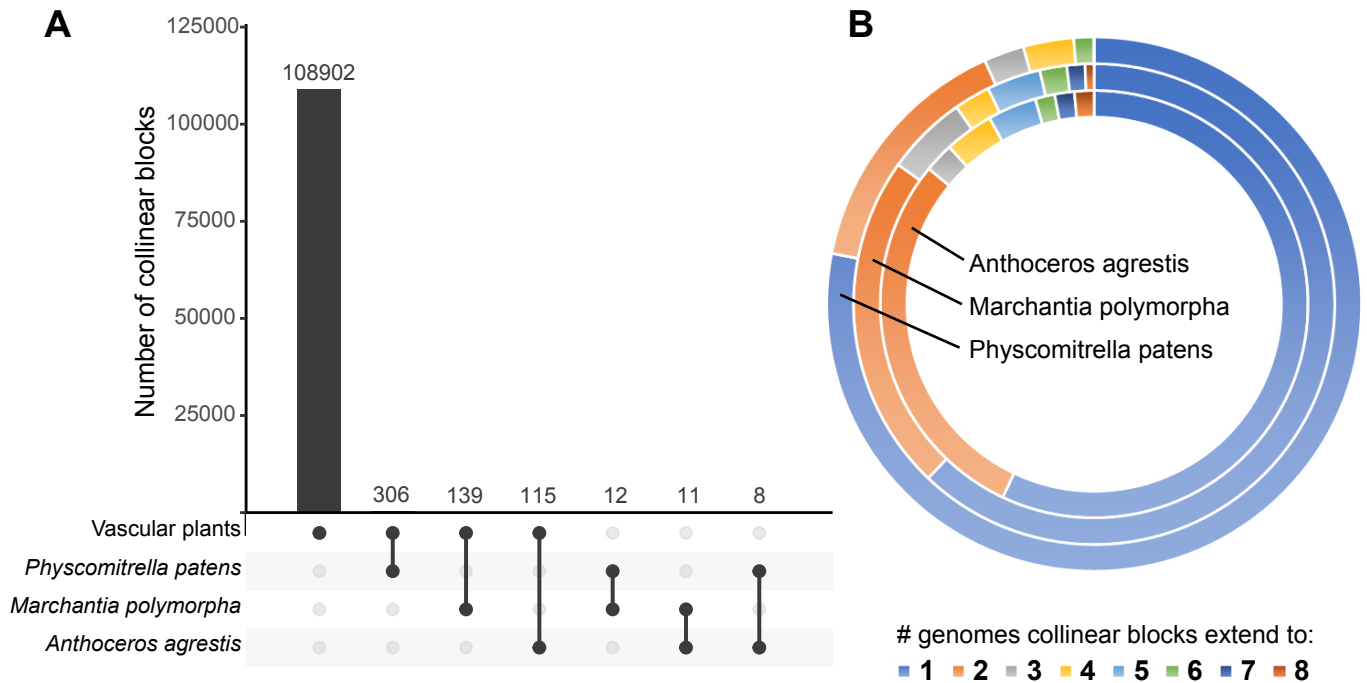 A
Number of collinear blocks
125000
100000
75000
50000
25000
108902
306
139
115
12
11
8
Vascular plants
Physcomitrella patens
Marchantia polymorpha
Anthoceros agrestis
B
Anthoceros agrestis
Marchantia polymorpha
Physcomitrella patens
# genomes collinear blocks extend to:
1 2 3 4 5 6 7 8